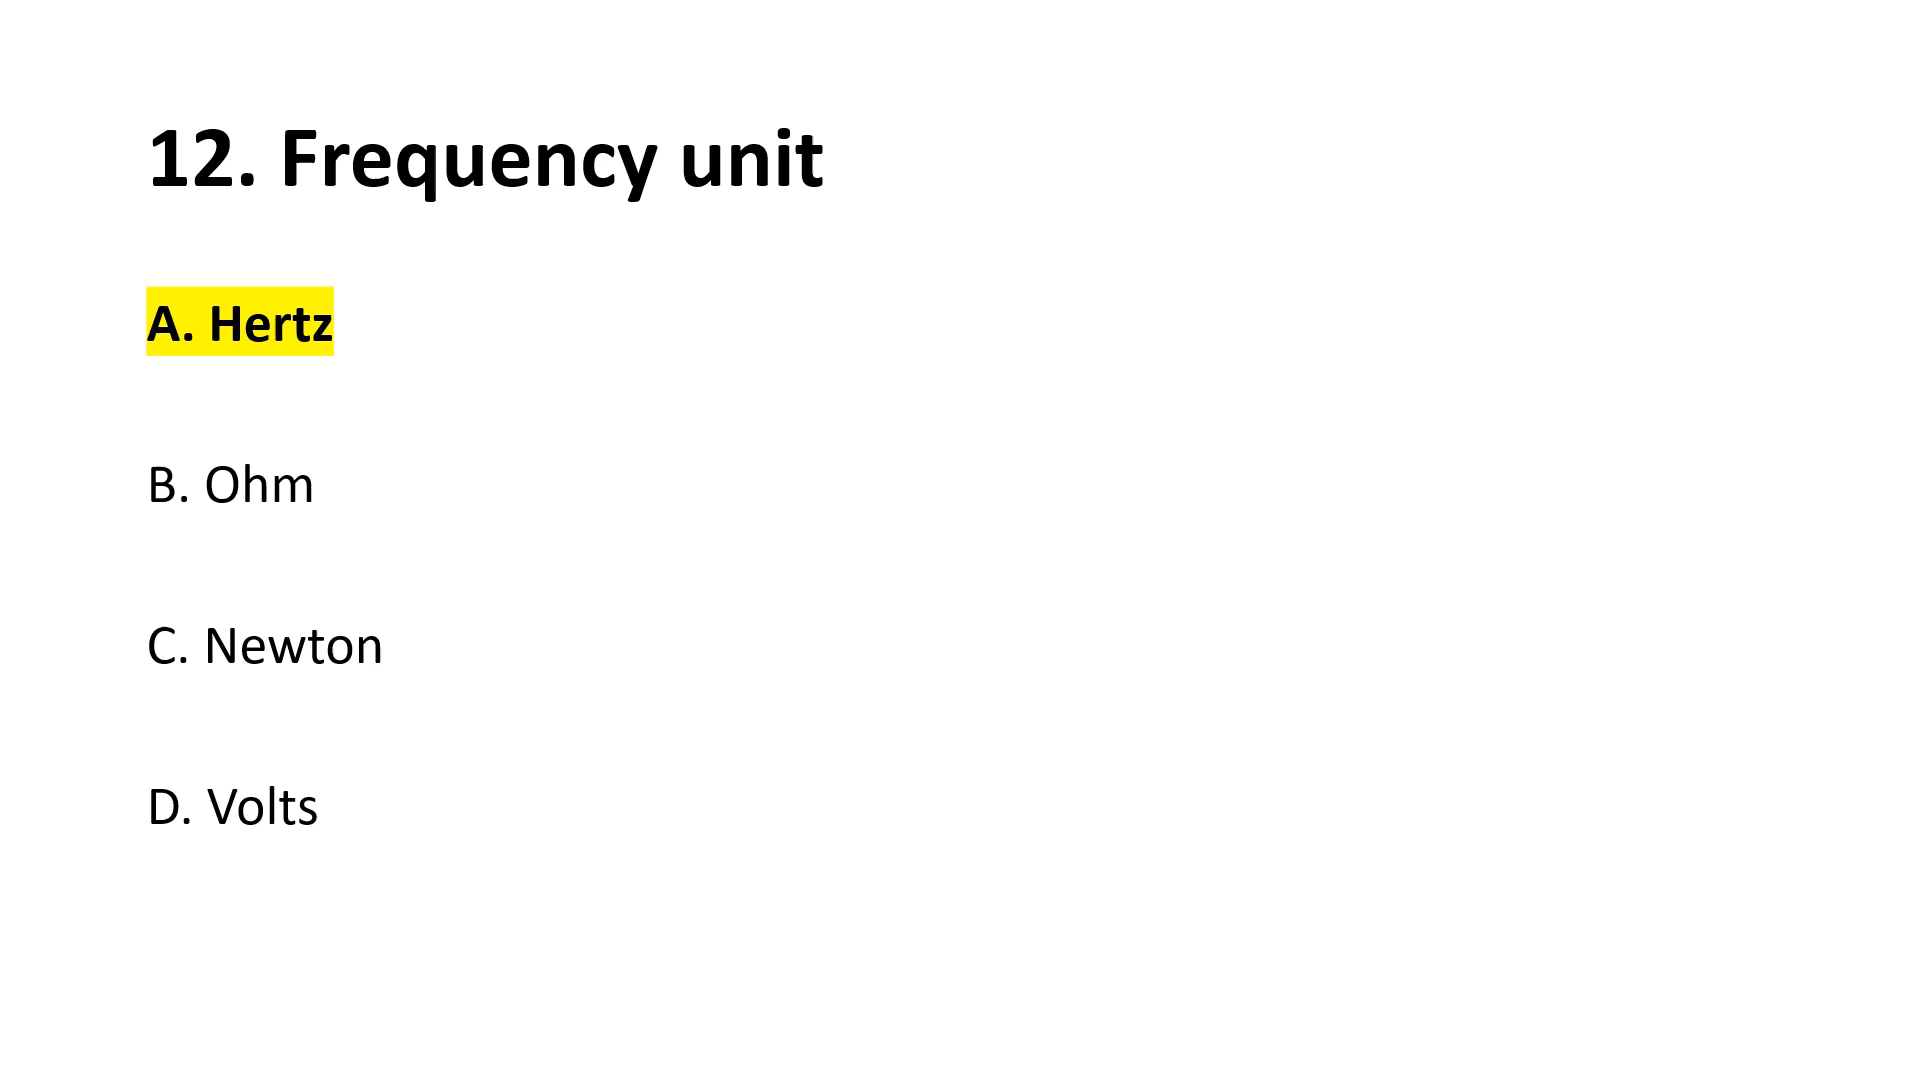 12. Frequency unit
A. Hertz
B. Ohm
C. Newton
D. Volts